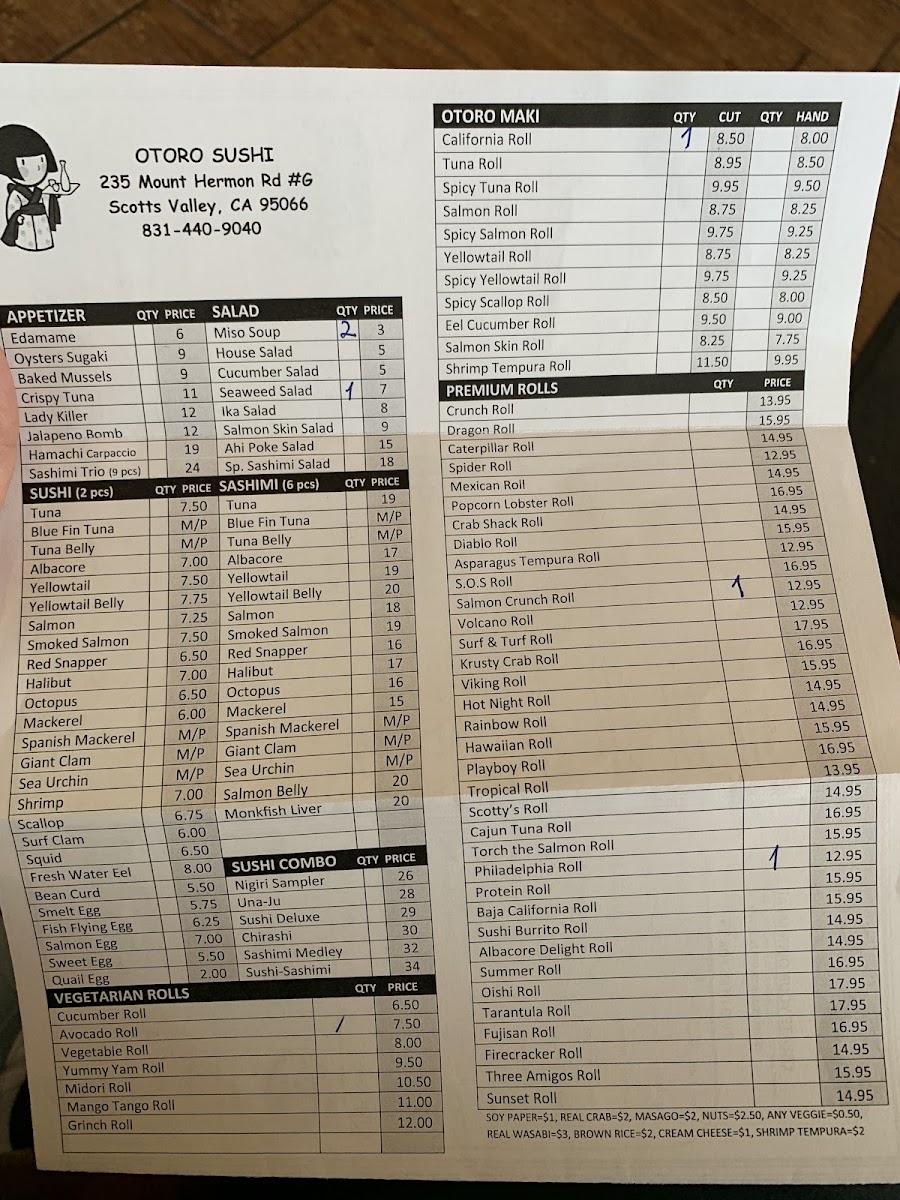 OTORO SUSHI
235 Mount Hermon Rd #G
Scotts Valley, CA 95066
831-440-9040
APPETIZER QTY PRICE
Edamame 6
Oysters Sugaki 9
Baked Mussels 9
Crispy Tuna 11
Lady Killer 12
Jalapeno Bomb 12
Hamachi Carpaccio 19
Sashimi Trio (9 pcs) 24
SALAD QTY PRICE
Miso Soup 2 3
House Salad 5
Cucumber Salad 5
Seaweed Salad 1 7
Ika Salad 8
Salmon Skin Salad 9
Ahi Poke Salad 15
Sp. Sashimi Salad 18
SUSHI (2 pcs) QTY PRICE
Tuna 7.50
Blue Fin Tuna M/P
Tuna Belly M/P
Albacore 7.00
Yellowtail 7.50
Yellowtail Belly 7.75
Salmon 7.25
Smoked Salmon 7.50
Red Snapper 6.50
Halibut 7.00
Octopus 6.50
Mackerel 6.00
Spanish Mackerel M/P
Giant Clam M/P
Sea Urchin M/P
Shrimp 7.00
Scallop 6.75
Surf Clam 6.00
Squid 6.50
Fresh Water Eel 8.00
Bean Curd 5.50
Smelt Egg 5.75
Fish Flying Egg 6.25
Salmon Egg 7.00
Sweet Egg 5.50
Quail Egg 2.00
SASHIMI (6 pcs) QTY PRICE
Tuna 19
Blue Fin Tuna M/P
Tuna Belly M/P
Albacore 17
Yellowtail 19
Yellowtail Belly 20
Salmon 18
Smoked Salmon 19
Red Snapper 16
Halibut 17
Octopus 16
Mackerel 15
Spanish Mackerel M/P
Giant Clam M/P
Sea Urchin M/P
Salmon Belly 20
Monkfish Liver 20
SUSHI COMBO QTY PRICE
Nigiri Sampler 26
Una-Ju 28
Sushi Deluxe 29
Chirashi 30
Sashimi Medley 32
Sushi-Sashimi 34
VEGETARIAN ROLLS QTY PRICE
Cucumber Roll 6.50
Avocado Roll 1 7.50
Vegetable Roll 8.00
Yummy Yam Roll 9.50
Midori Roll 10.50
Mango Tango Roll 11.00
Grinch Roll 12.00
OTORO MAKI QTY CUT QTY HAND
California Roll 1 8.50 8.00
Tuna Roll 8.95 8.50
Spicy Tuna Roll 9.95 9.50
Salmon Roll 8.75 8.25
Spicy Salmon Roll 9.75 9.25
Yellowtail Roll 8.75 8.25
Spicy Yellowtail Roll 9.75 9.25
Spicy Scallop Roll 8.50 8.00
Eel Cucumber Roll 9.50 9.00
Salmon Skin Roll 8.25 7.75
Shrimp Tempura Roll 11.50 9.95
PREMIUM ROLLS QTY PRICE
Crunch Roll 13.95
Dragon Roll 15.95
Caterpillar Roll 14.95
Spider Roll 12.95
Mexican Roll 14.95
Popcorn Lobster Roll 16.95
Crab Shack Roll 14.95
Diablo Roll 15.95
Asparagus Tempura Roll 12.95
S.O.S Roll 16.95
Salmon Crunch Roll 1 12.95
Volcano Roll 12.95
Surf & Turf Roll 17.95
Krusty Crab Roll 16.95
Viking Roll 15.95
Hot Night Roll 14.95
Rainbow Roll 14.95
Hawaiian Roll 15.95
Playboy Roll 16.95
Tropical Roll 13.95
Scotty's Roll 14.95
Cajun Tuna Roll 16.95
Torch the Salmon Roll 15.95
Philadelphia Roll 1 12.95
Protein Roll 15.95
Baja California Roll 15.95
Sushi Burrito Roll 14.95
Albacore Delight Roll 14.95
Summer Roll 16.95
Oishi Roll 17.95
Tarantula Roll 17.95
Fujisan Roll 16.95
Firecracker Roll 14.95
Three Amigos Roll 15.95
Sunset Roll 14.95
SOY PAPER=$1, REAL CRAB=$2, MASAGO=$2, NUTS=$2.50, ANY VEGGIE=$0.50,
REAL WASABI=$3, BROWN RICE=$2, CREAM CHEESE=$1, SHRIMP TEMPURA=$2